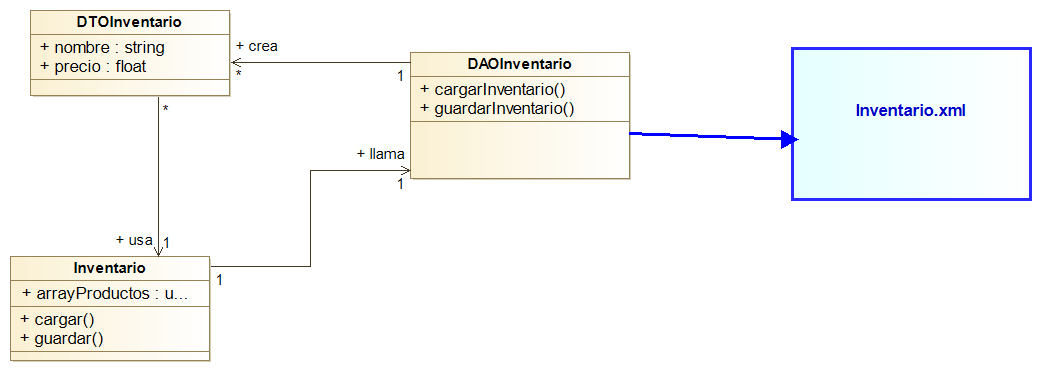 DTOInventario
+ nombre : string
+ precio : float
+ crea
*
1
DAOInventario
+ cargarInventario()
+ guardarInventario()
Inventario.xml
*
+ llama
1
+ usa
1
Inventario
+ arrayProductos : u...
+ cargar()
+ guardar()
1